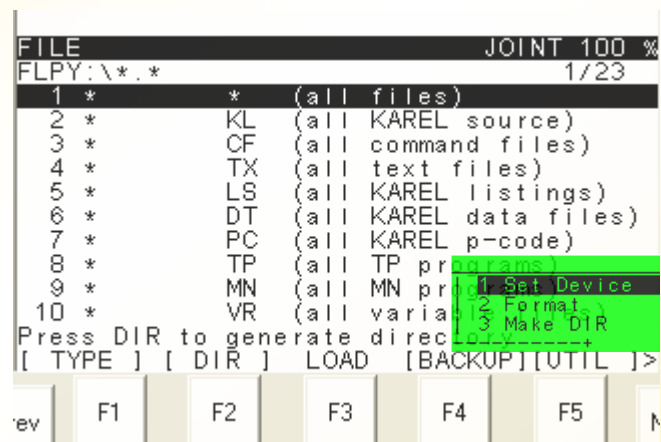 FILE JOINT 100 %
FLPY:\*.* 1/23
1 * * (all files)
2 * KL (all KAREL source)
3 * CF (all command files)
4 * TX (all text files)
5 * LS (all KAREL listings)
6 * DT (all KAREL data files)
7 * PC (all KAREL p-code)
8 * TP (all TP programs)
9 * MN (all MN programs)
10 * VR (all variable files)
1 Set Device
2 Format
3 Make DIR
Press DIR to generate directory
[ TYPE ] [ DIR ] LOAD [BACKUP][UTIL ]>
ev F1 F2 F3 F4 F5 N